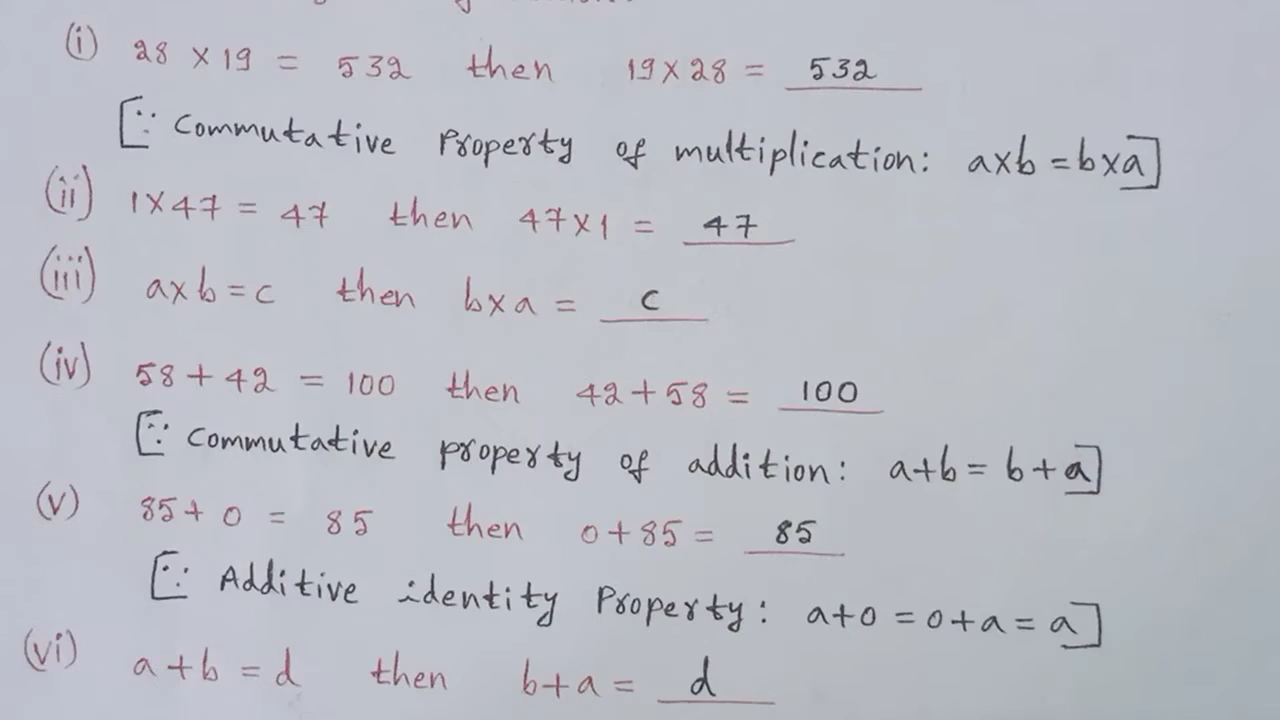 (i) 28 × 19 = 532 then 19 × 28 = 532
[∵ Commutative Property of multiplication: a×b = b×a]
(ii) 1 × 47 = 47 then 47 × 1 = 47
(iii) a×b = c then b×a = c
(iv) 58 + 42 = 100 then 42 + 58 = 100
[∵ Commutative property of addition: a+b = b+a]
(v) 85 + 0 = 85 then 0 + 85 = 85
[∵ Additive identity Property: a+0 = 0+a = a]
(vi) a + b = d then b + a = d